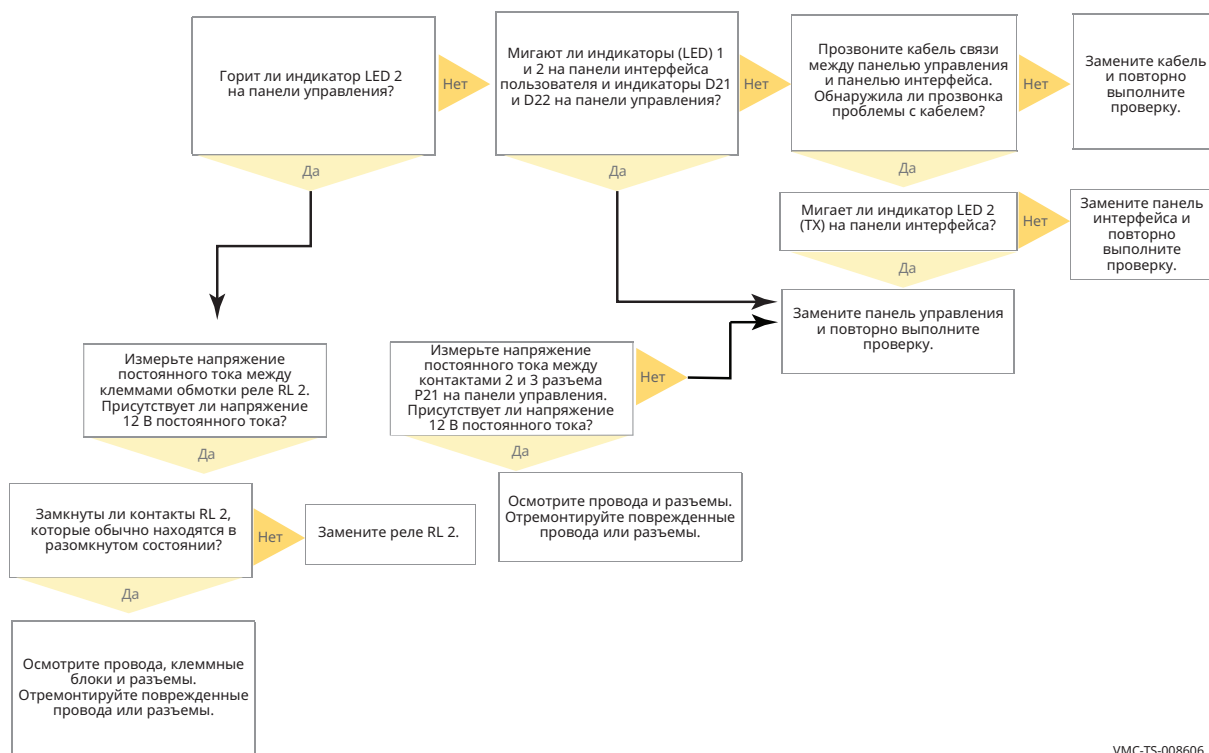 Горит ли индикатор LED 2
на панели управления?
Нет
Мигают ли индикаторы (LED) 1
и 2 на панели интерфейса
пользователя и индикаторы D21
и D22 на панели управления?
Нет
Прозвоните кабель связи
между панелью управления
и панелью интерфейса.
Обнаружила ли прозвонка
проблемы с кабелем?
Нет
Замените кабель
и повторно
выполните
проверку.
Да
Да
Да
Мигает ли индикатор LED 2
(TX) на панели интерфейса?
Нет
Замените панель
интерфейса и
повторно
выполните
проверку.
Да
Замените панель управления
и повторно выполните
проверку.
Измерьте напряжение
постоянного тока между
клеммами обмотки реле RL 2.
Присутствует ли напряжение
12 В постоянного тока?
Измерьте напряжение
постоянного тока между
контактами 2 и 3 разъема
P21 на панели управления.
Присутствует ли напряжение
12 В постоянного тока?
Нет
Да
Да
Замкнуты ли контакты RL 2,
которые обычно находятся в
разомкнутом состоянии?
Нет
Замените реле RL 2.
Осмотрите провода и разъемы.
Отремонтируйте поврежденные
провода или разъемы.
Да
Осмотрите провода, клеммные
блоки и разъемы.
Отремонтируйте поврежденные
провода или разъемы.
VMC-TS-008606